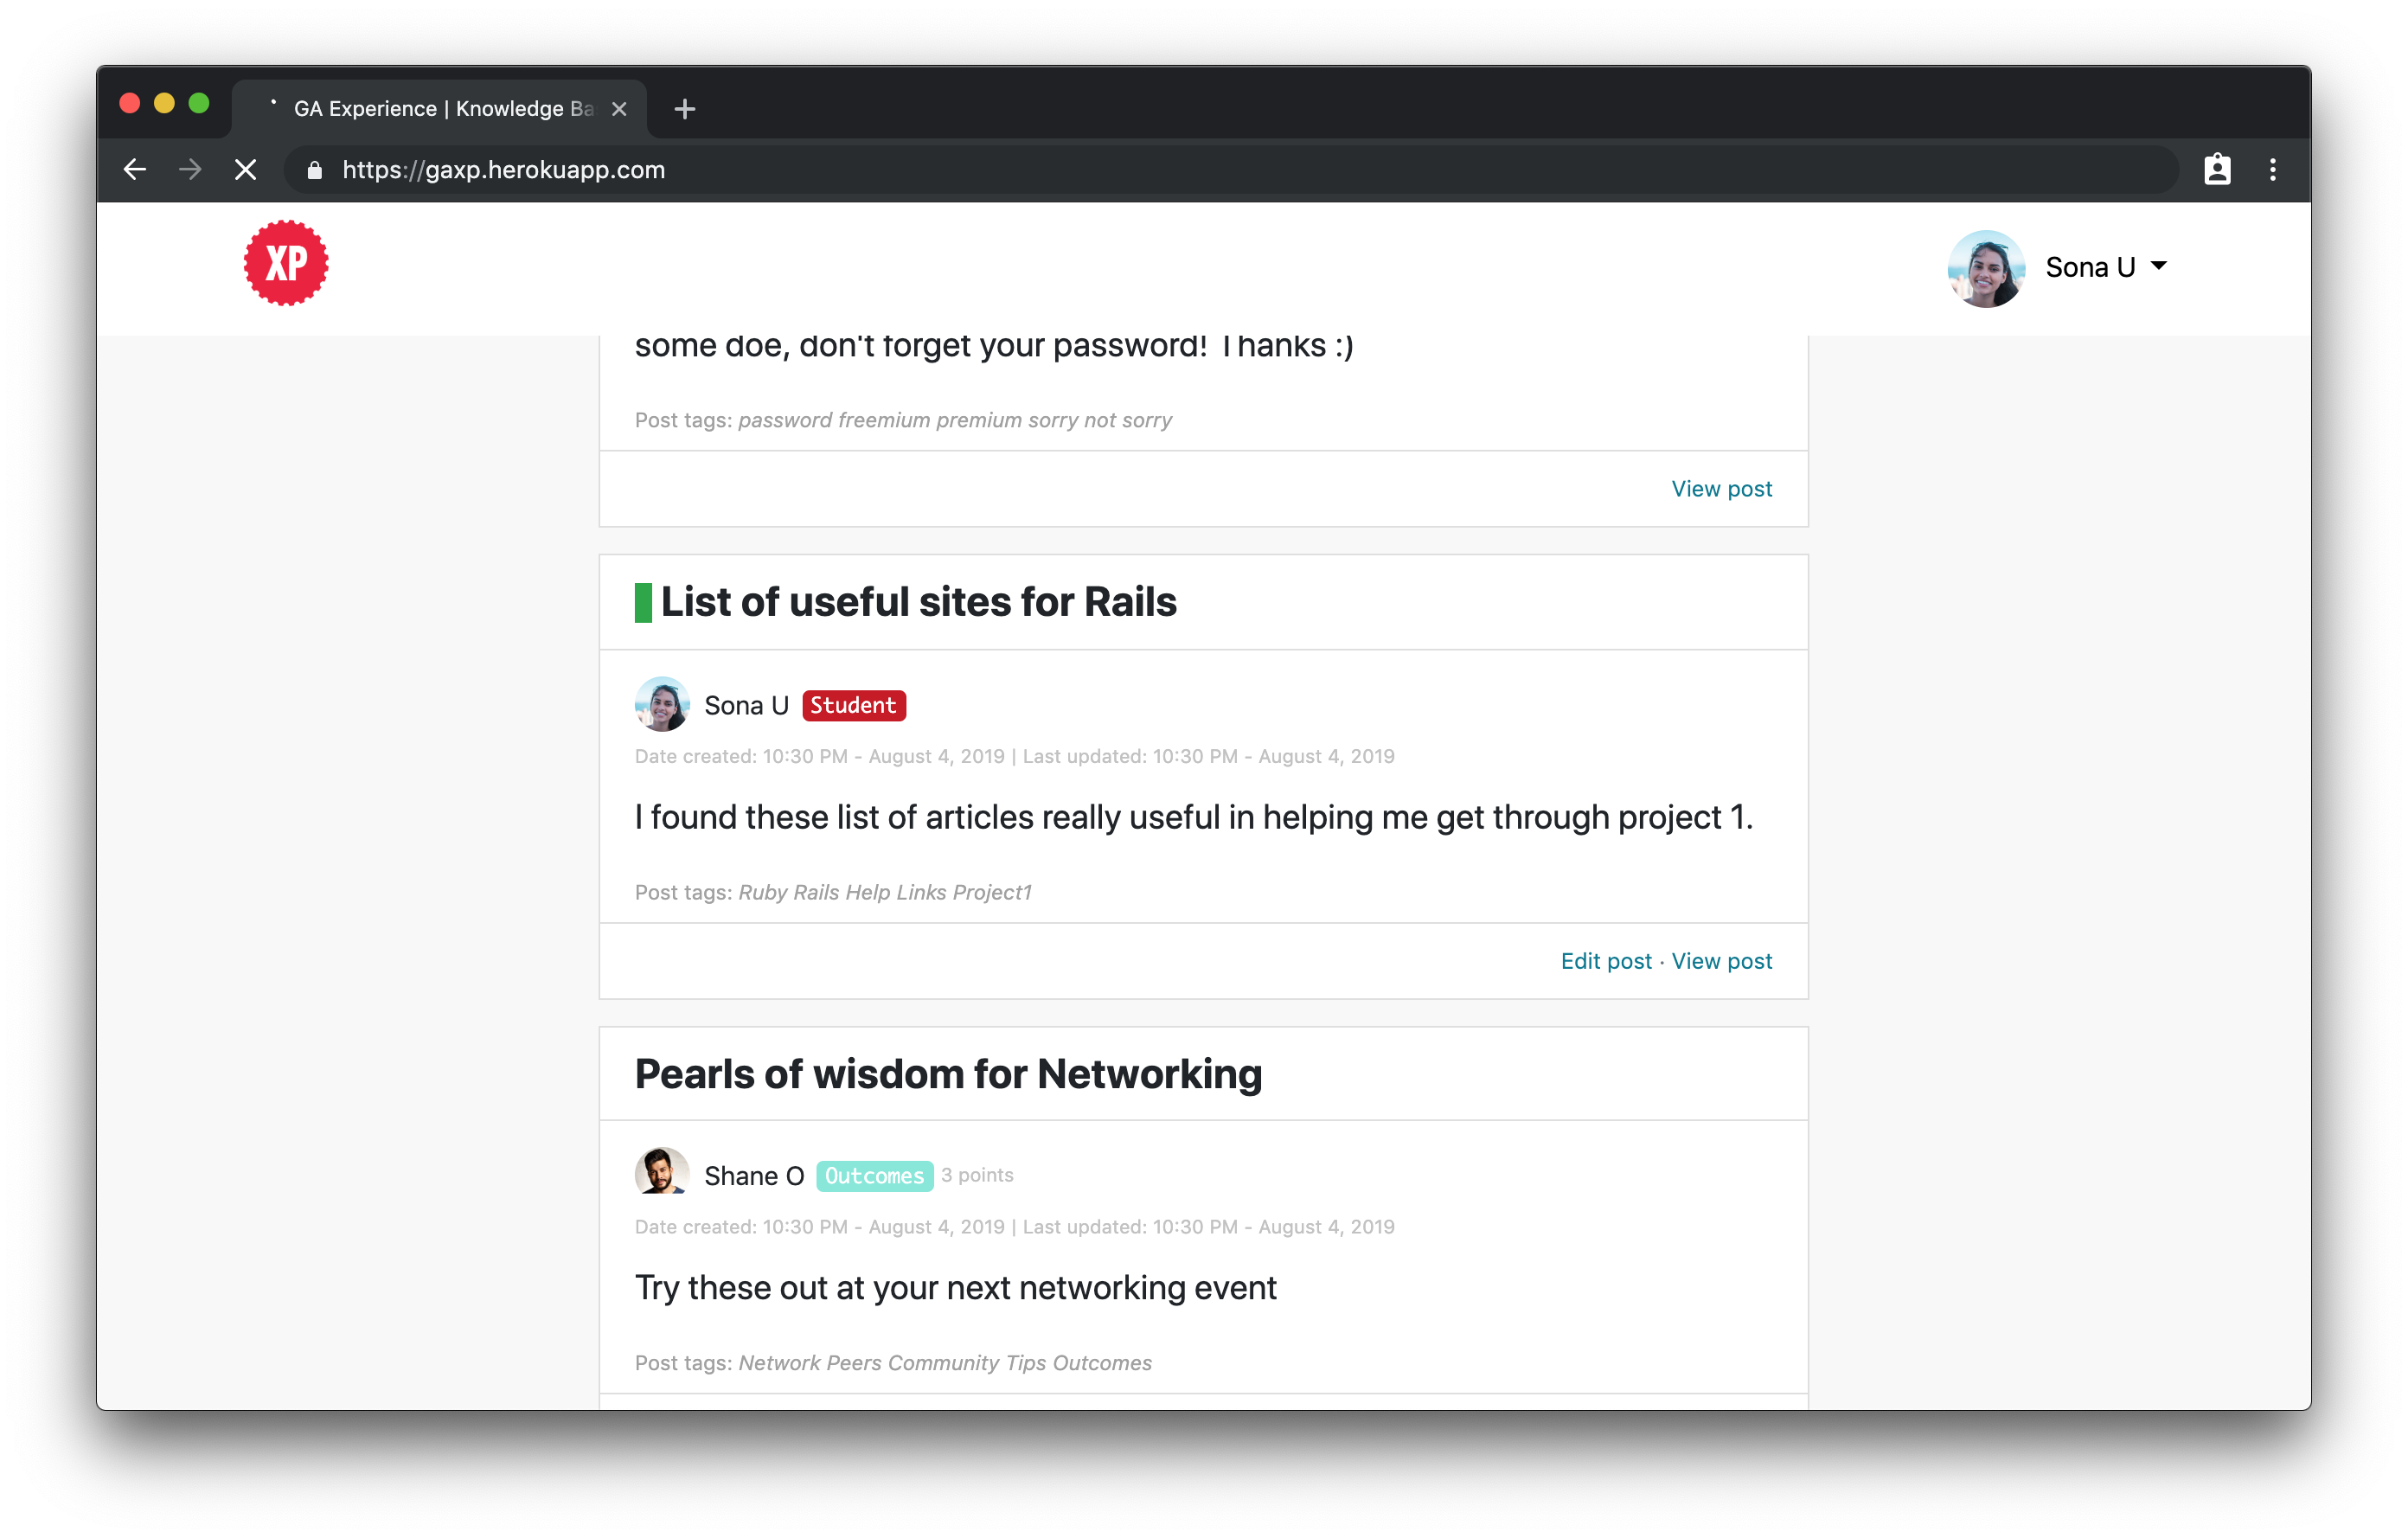 GA Experience | Knowledge Ba
https://gaxp.herokuapp.com
XP
Sona U
some doe, don't forget your password! Thanks :)
Post tags: password freemium premium sorry not sorry
View post
List of useful sites for Rails
Sona U Student
Date created: 10:30 PM - August 4, 2019 | Last updated: 10:30 PM - August 4, 2019
I found these list of articles really useful in helping me get through project 1.
Post tags: Ruby Rails Help Links Project1
Edit post · View post
Pearls of wisdom for Networking
Shane O Outcomes 3 points
Date created: 10:30 PM - August 4, 2019 | Last updated: 10:30 PM - August 4, 2019
Try these out at your next networking event
Post tags: Network Peers Community Tips Outcomes